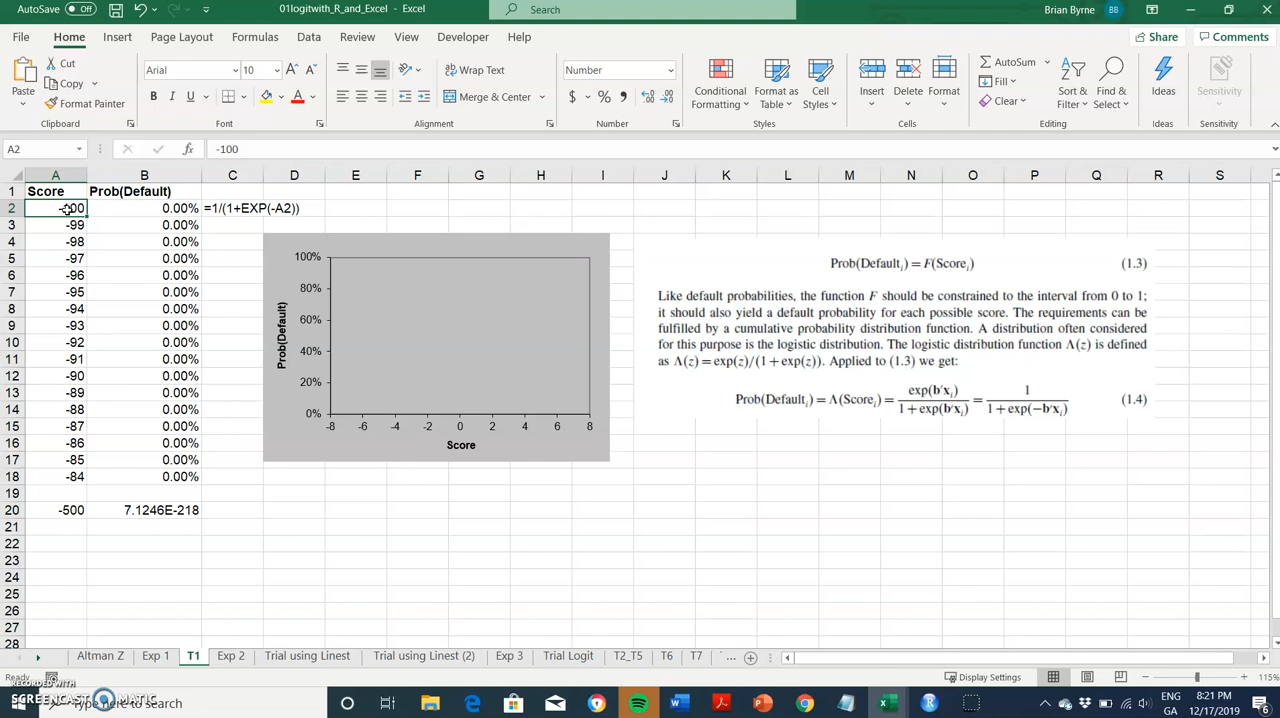 AutoSave Off 01logitwith_R_and_Excel - Excel Search Brian Byrne BB
File Home Insert Page Layout Formulas Data Review View Developer Help Share Comments
Paste Cut Copy Format Painter Clipboard
Arial 10 A A B I U A Font
Wrap Text Merge & Center Alignment
Number $ % Number
Conditional Formatting Format as Table Cell Styles Styles
Insert Delete Format Cells
AutoSum Fill Clear Sort & Filter Find & Select Editing
Ideas Ideas
Sensitivity Sensitivity
A2 fx -100
A B C D E F G H I J K L M N O P Q R S
1 Score Prob(Default)
2 0.00% =1/(1+EXP(-A2))
3 -99 0.00%
4 -98 0.00%
5 -97 0.00%
6 -96 0.00%
7 -95 0.00%
8 -94 0.00%
9 -93 0.00%
10 -92 0.00%
11 -91 0.00%
12 -90 0.00%
13 -89 0.00%
14 -88 0.00%
15 -87 0.00%
16 -86 0.00%
17 -85 0.00%
18 -84 0.00%
19
20 -500 7.1246E-218
21
22
23
24
25
26
27
28
100%
80%
60%
40%
20%
0%
Prob(Default)
-8 -6 -4 -2 0 2 4 6 8
Score
Prob(Defaultᵢ) = F(Scoreᵢ) (1.3)
Like default probabilities, the function F should be constrained to the interval from 0 to 1;
it should also yield a default probability for each possible score. The requirements can be
fulfilled by a cumulative probability distribution function. A distribution often considered
for this purpose is the logistic distribution. The logistic distribution function Λ(z) is defined
as Λ(z) = exp(z)/(1 + exp(z)). Applied to (1.3) we get:
Prob(Defaultᵢ) = Λ(Scoreᵢ) = exp(b′xᵢ) / 1 + exp(b′xᵢ) = 1 / 1 + exp(−b′xᵢ) (1.4)
Altman Z Exp 1 T1 Exp 2 Trial using Linest Trial using Linest (2) Exp 3 Trial Logit T2_T5 T6 T7 ...
Ready Display Settings 115%
RECORDED WITH
SCREENCAST MATIC
Type here to search
ENG 8:21 PM
GA 12/17/2019 6